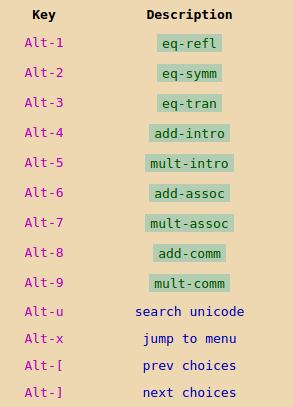 Key Description
Alt-1 eq-refl
Alt-2 eq-symm
Alt-3 eq-tran
Alt-4 add-intro
Alt-5 mult-intro
Alt-6 add-assoc
Alt-7 mult-assoc
Alt-8 add-comm
Alt-9 mult-comm
Alt-u search unicode
Alt-x jump to menu
Alt-[ prev choices
Alt-] next choices